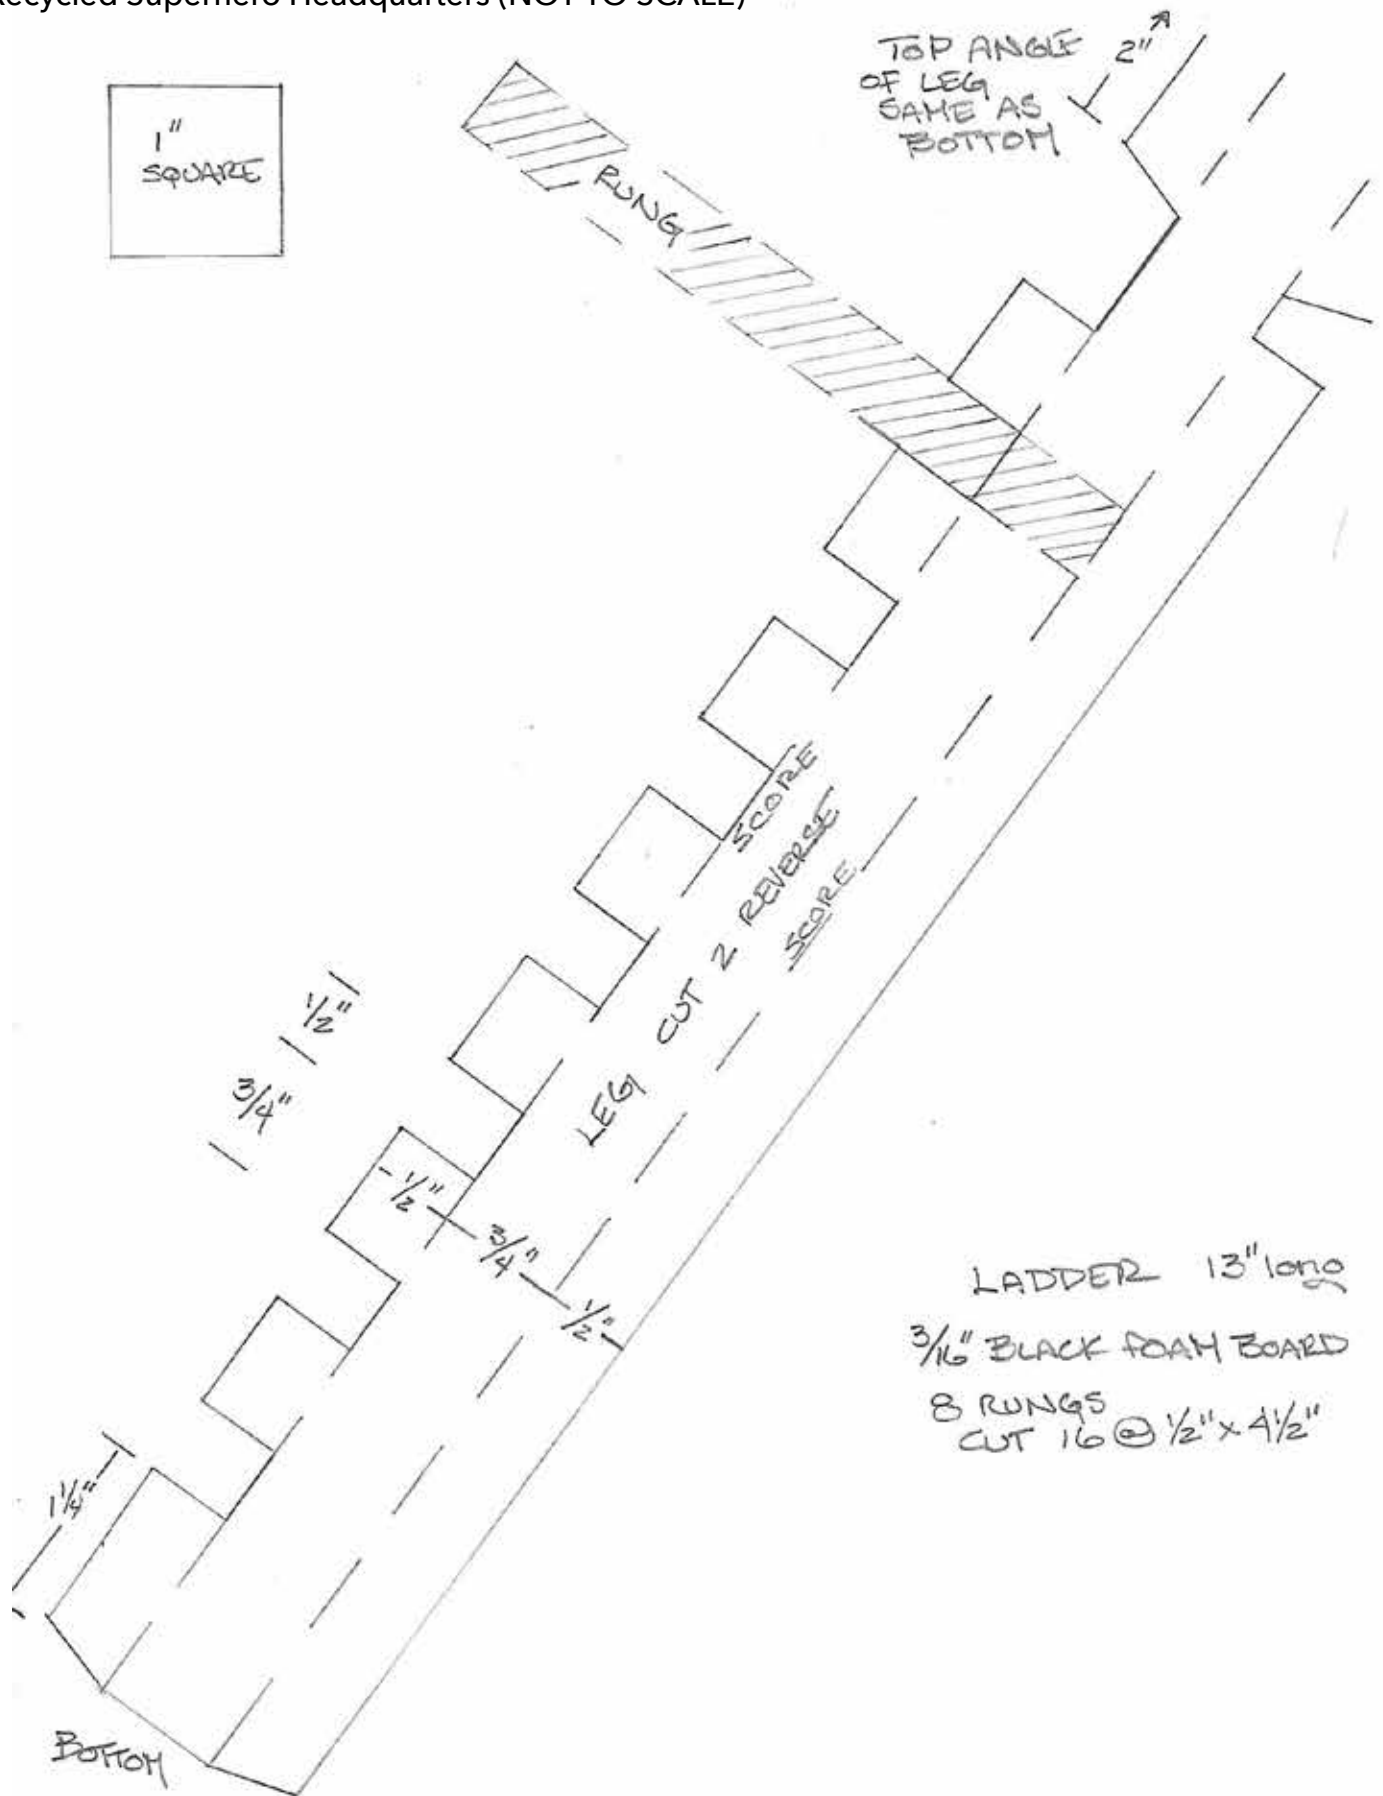 Recycled Superhero Headquarters (NOT TO SCALE)
1"
SQUARE
TOP ANGLE
OF LEG
SAME AS
BOTTOM
2"
RUNG
SCORE
LEG CUT 2 REVERSE
SCORE
1/2"
3/4"
1/2"
3/4"
1/2"
1 1/4"
BOTTOM
LADDER 13" long
3/16" BLACK FOAM BOARD
8 RUNGS
CUT 16 @ 1/2" x 4 1/2"